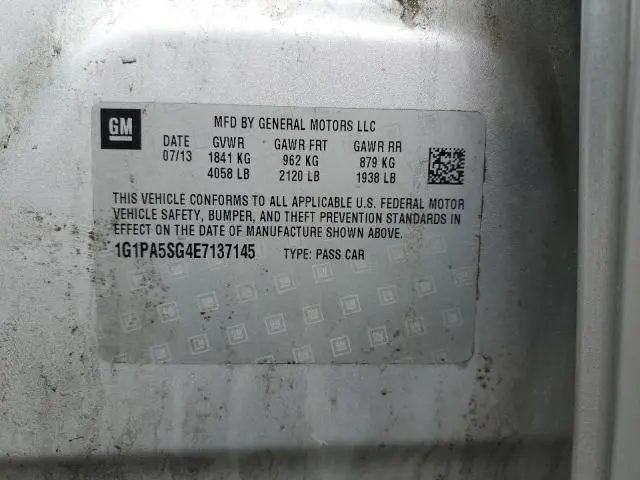 GM MFD BY GENERAL MOTORS LLC
DATE GVWR GAWR FRT GAWR RR
07/13 1841 KG 962 KG 879 KG
4058 LB 2120 LB 1938 LB
THIS VEHICLE CONFORMS TO ALL APPLICABLE U.S. FEDERAL MOTOR
VEHICLE SAFETY, BUMPER, AND THEFT PREVENTION STANDARDS IN
EFFECT ON THE DATE OF MANUFACTURE SHOWN ABOVE.
1G1PA5SG4E7137145 TYPE: PASS CAR